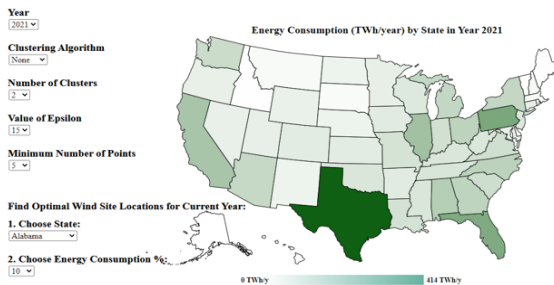 Year
2021
Energy Consumption (TWh/year) by State in Year 2021
Clustering Algorithm
None
Number of Clusters
2
Value of Epsilon
15
Minimum Number of Points
5
Find Optimal Wind Site Locations for Current Year:
1. Choose State:
Alabama
2. Choose Energy Consumption %:
10
0 TWh/y
414 TWh/y